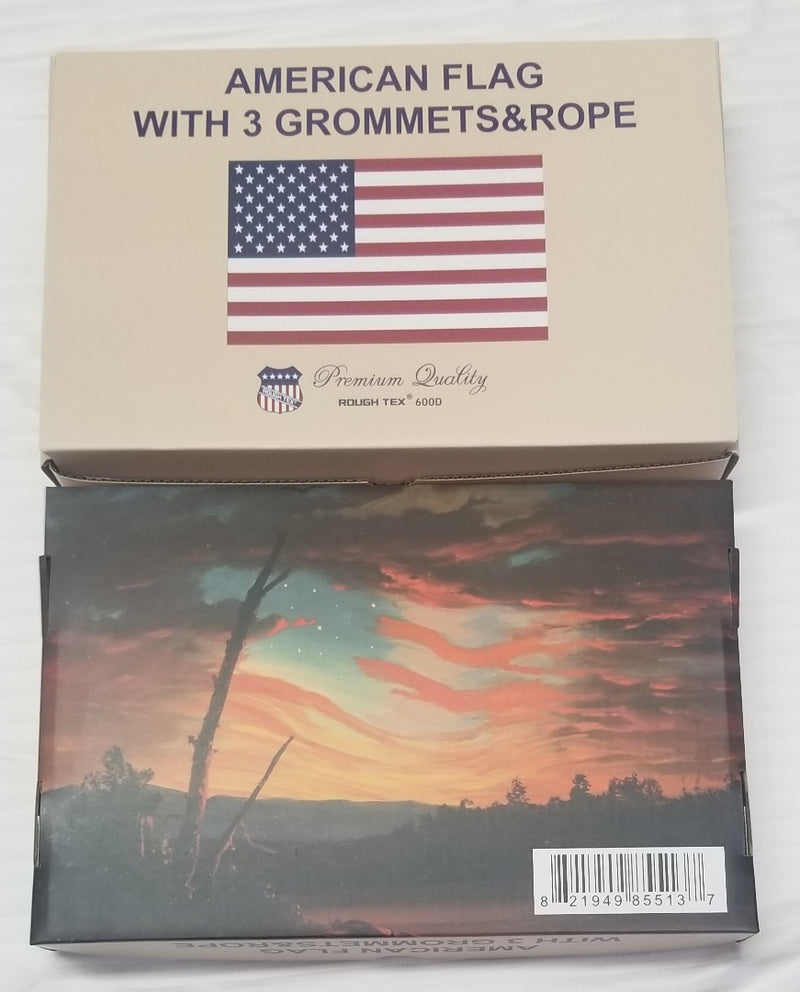 AMERICAN FLAG
WITH 3 GROMMETS&ROPE
Premium Quality
ROUGH TEX
ROUGH TEX® 600D
8 21949 85513 7
WITH 3 GROMMETS&ROPE
AMERICAN FLAG